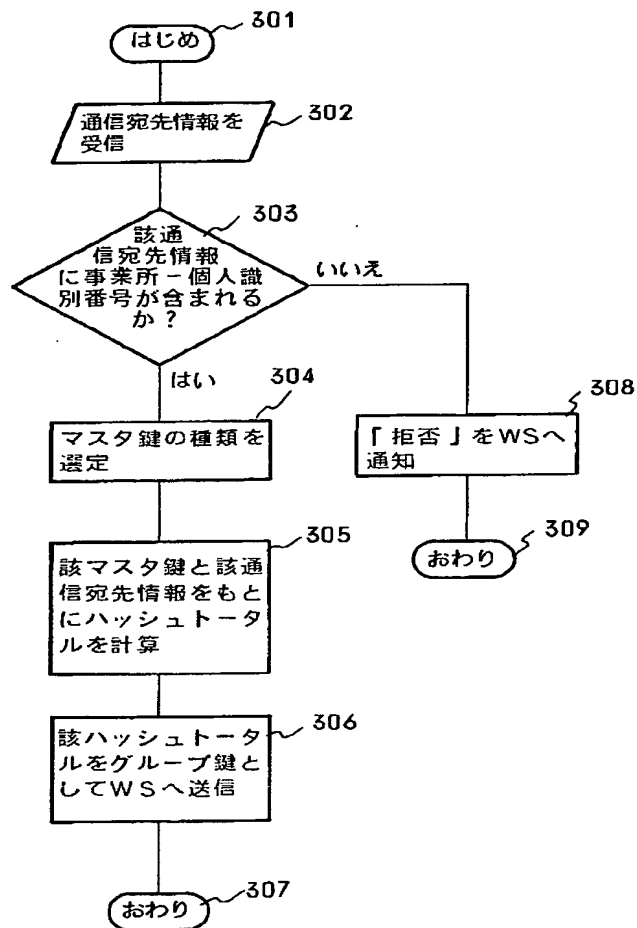 301
はじめ
302
通信宛先情報を
受信
303
該通
信宛先情報
に事業所－個人識
別番号が含まれる
か？
いいえ
はい
304
マスタ鍵の種類を
選定
308
「拒否」をWSへ
通知
309
おわり
305
該マスタ鍵と該通
信宛先情報をもと
にハッシュトータ
ルを計算
306
該ハッシュトータ
ルをグループ鍵と
してWSへ送信
307
おわり